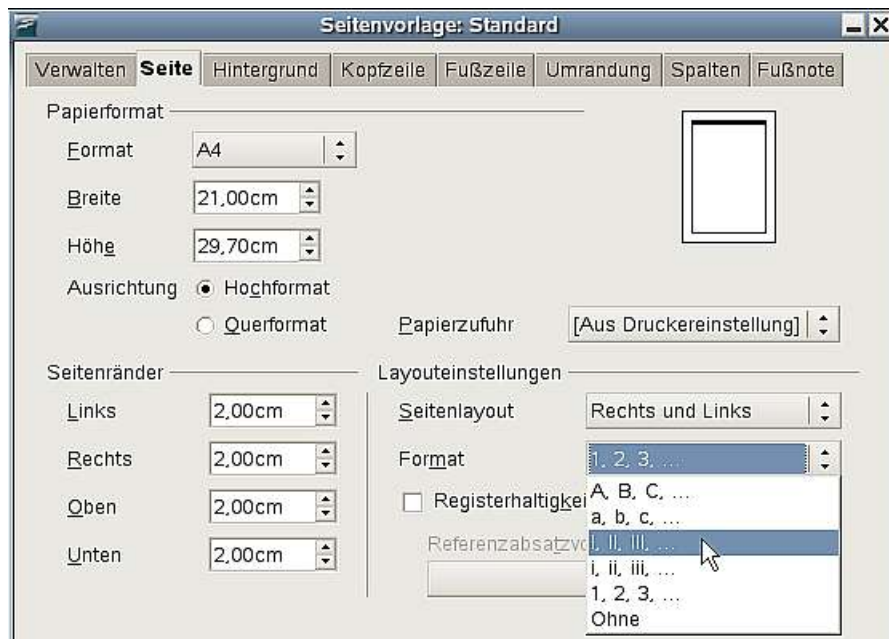 Seitenvorlage: Standard
Verwalten Seite Hintergrund Kopfzeile Fußzeile Umrandung Spalten Fußnote
Papierformat
Format A4
Breite 21,00cm
Höhe 29,70cm
Ausrichtung Hochformat
Querformat Papierzufuhr [Aus Druckereinstellung]
Seitenränder Layouteinstellungen
Links 2,00cm Seitenlayout Rechts und Links
Rechts 2,00cm Format 1, 2, 3, ...
A, B, C, ...
Oben 2,00cm Registerhaltigkei a, b, c, ...
Referenzabsatzvo I, II, III, ...
Unten 2,00cm i, ii, iii, ...
1, 2, 3, ...
Ohne